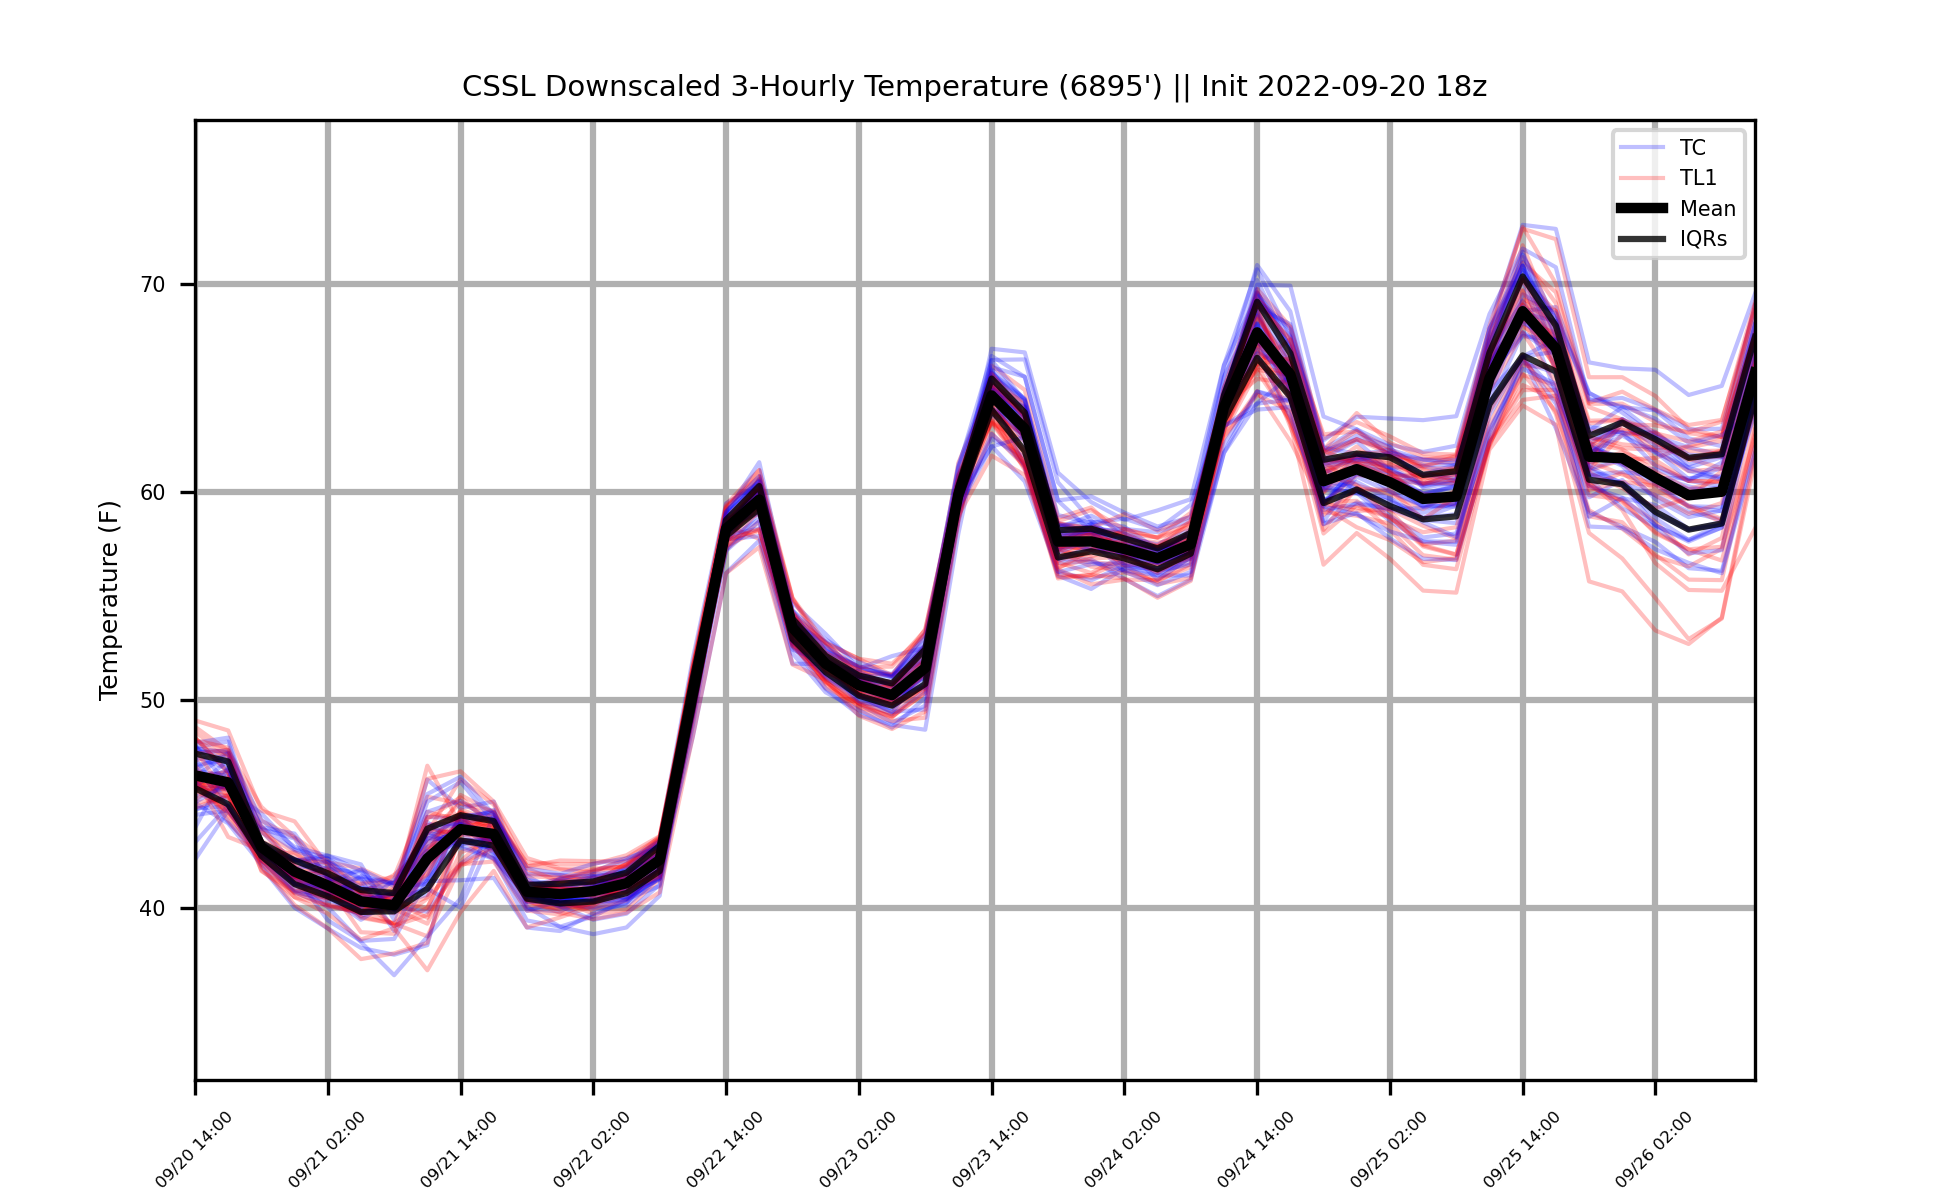 CSSL Downscaled 3-Hourly Temperature (6895') || Init 2022-09-20 18z
TC
TL1
Mean
IQRs
Temperature (F)
70
60
50
40
09/20 14:00
09/21 02:00
09/21 14:00
09/22 02:00
09/22 14:00
09/23 02:00
09/23 14:00
09/24 02:00
09/24 14:00
09/25 02:00
09/25 14:00
09/26 02:00